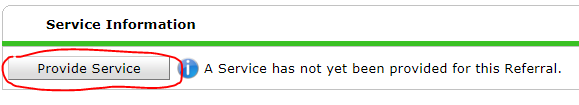 Service Information
Provide Service A Service has not yet been provided for this Referral.